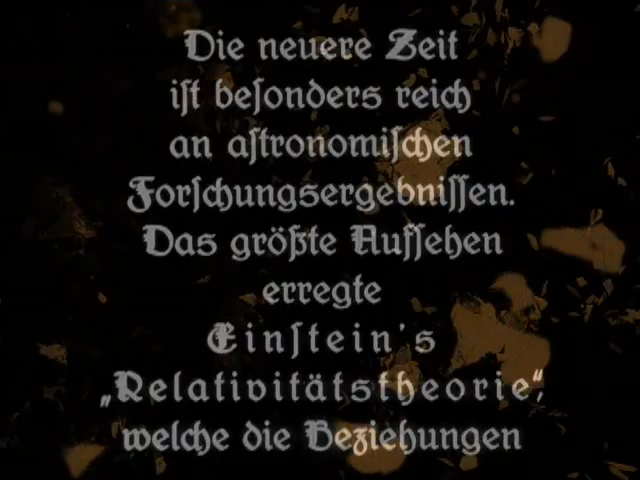 Die neuere Zeit
iſt beſonders reich
an aſtronomiſchen
Forſchungsergebniſſen.
Das größte Aufſehen
erregte
Einſtein's
„Relativitätstheorie“,
welche die Beziehungen